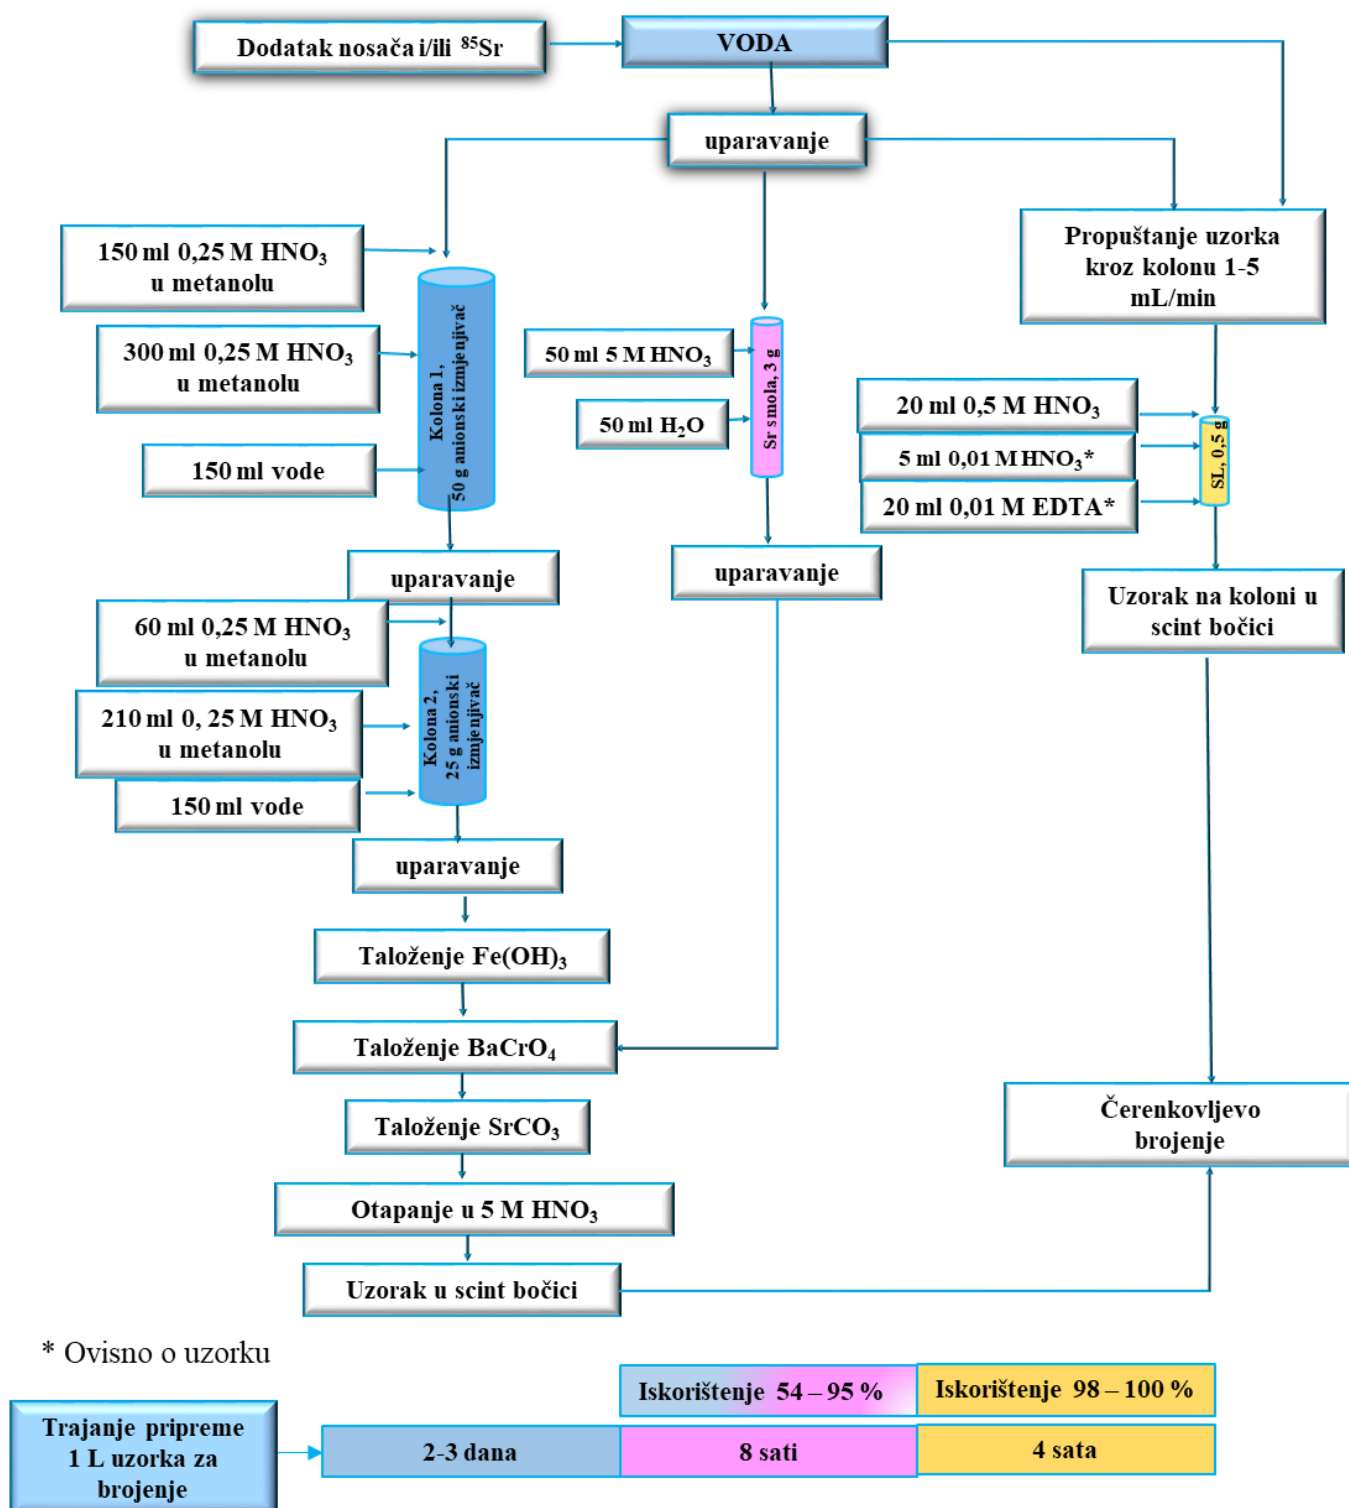 Dodatak nosača i/ili ⁸⁵Sr
VODA
uparavanje
150 ml 0,25 M HNO₃
u metanolu
300 ml 0,25 M HNO₃
u metanolu
150 ml vode
Kolona 1,
50 g anionski izmjenjivač
50 ml 5 M HNO₃
50 ml H₂O
Sr smola, 3 g
Propuštanje uzorka
kroz kolonu 1-5
mL/min
20 ml 0,5 M HNO₃
5 ml 0,01 M HNO₃*
20 ml 0,01 M EDTA*
SL, 0,5 g
uparavanje
uparavanje
Uzorak na koloni u
scint bočici
60 ml 0,25 M HNO₃
u metanolu
210 ml 0, 25 M HNO₃
u metanolu
150 ml vode
Kolona 2,
25 g anionski
izmjenjivač
uparavanje
Taloženje Fe(OH)₃
Taloženje BaCrO₄
Taloženje SrCO₃
Otapanje u 5 M HNO₃
Uzorak u scint bočici
Čerenkovljevo
brojenje
* Ovisno o uzorku
Iskorištenje 54 – 95 %
Iskorištenje 98 – 100 %
Trajanje pripreme
1 L uzorka za
brojenje
2-3 dana
8 sati
4 sata